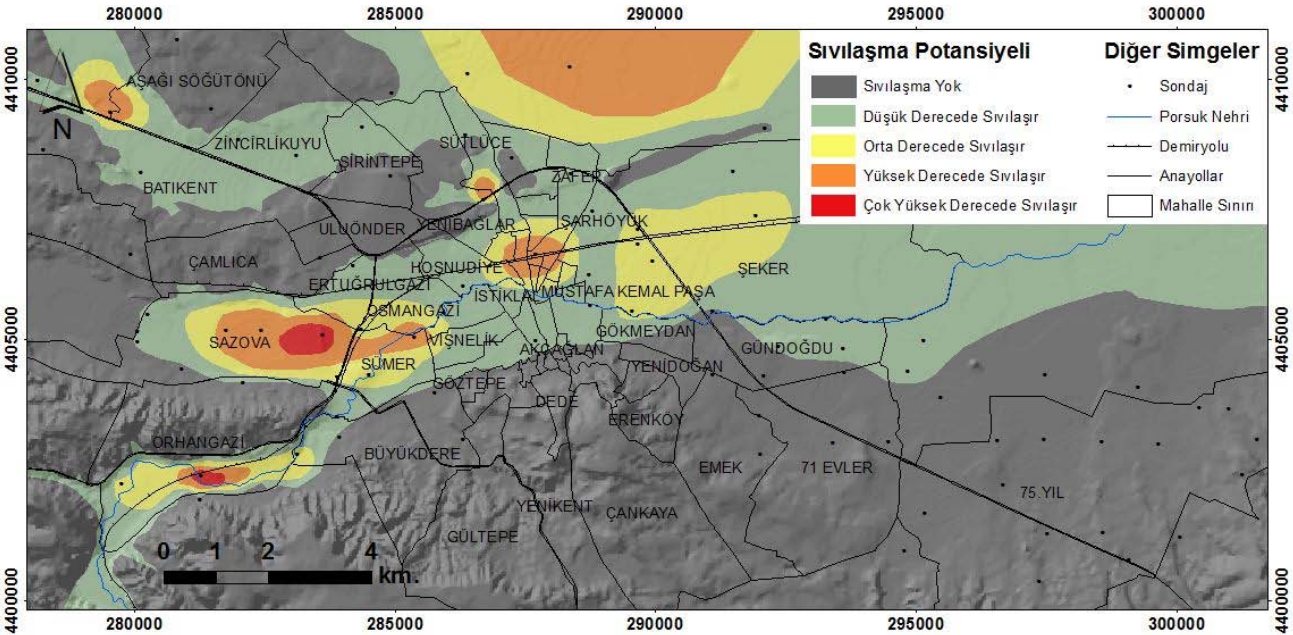 280000 285000 290000 295000 300000
4410000
4410000
4405000
4405000
4400000
4400000
N
Sıvılaşma Potansiyeli
Sıvılaşma Yok
Düşük Derecede Sıvılaşır
Orta Derecede Sıvılaşır
Yüksek Derecede Sıvılaşır
Çok Yüksek Derecede Sıvılaşır
Diğer Simgeler
Sondaj
Porsuk Nehri
Demiryolu
Anayollar
Mahalle Sınırı
AŞAĞI SÖĞÜTÖNÜ
ZİNCİRLİKUYU
SÜTLÜCE
ŞİRİNTEPE
BATIKENT
ZAFER
ULUÖNDER
YENİBAĞLAR
ŞARHÖYÜK
ÇAMLICA
HOŞNUDİYE
ŞEKER
ERTUĞRULGAZİ
İSTİKLAL
MUSTAFA KEMAL PAŞA
OSMANGAZİ
GÖKMEYDAN
SAZOVA
VİŞNELİK
AKÇAĞLAN
GÜNDOĞDU
SÜMER
YENİDOĞAN
GÖZTEPE
DEDE
ERENKÖY
ORHANGAZİ
BÜYÜKDERE
EMEK
71 EVLER
75.YIL
YENİKENT
ÇANKAYA
GÜLTEPE
0 1 2 4
km.
280000 285000 290000 295000 300000